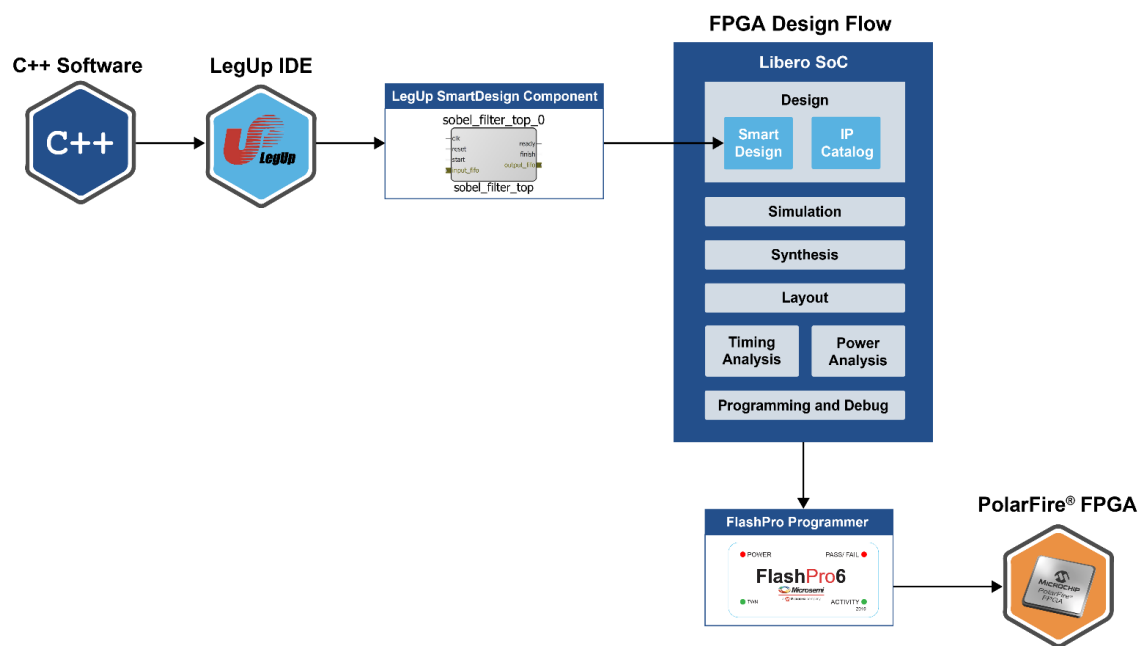 FPGA Design Flow
C++ Software
LegUp IDE
C++
LegUp
LegUp SmartDesign Component
sobel_filter_top_0
clk
reset
start
input_fifo
ready
finish
output_fifo
sobel_filter_top
Libero SoC
Design
Smart
Design
IP
Catalog
Simulation
Synthesis
Layout
Timing
Analysis
Power
Analysis
Programming and Debug
FlashPro Programmer
POWER
PASS/ FAIL
FlashPro6
Microsemi
ACTIVITY
2016
PolarFire® FPGA
MICROCHIP
PolarFire®
FPGA